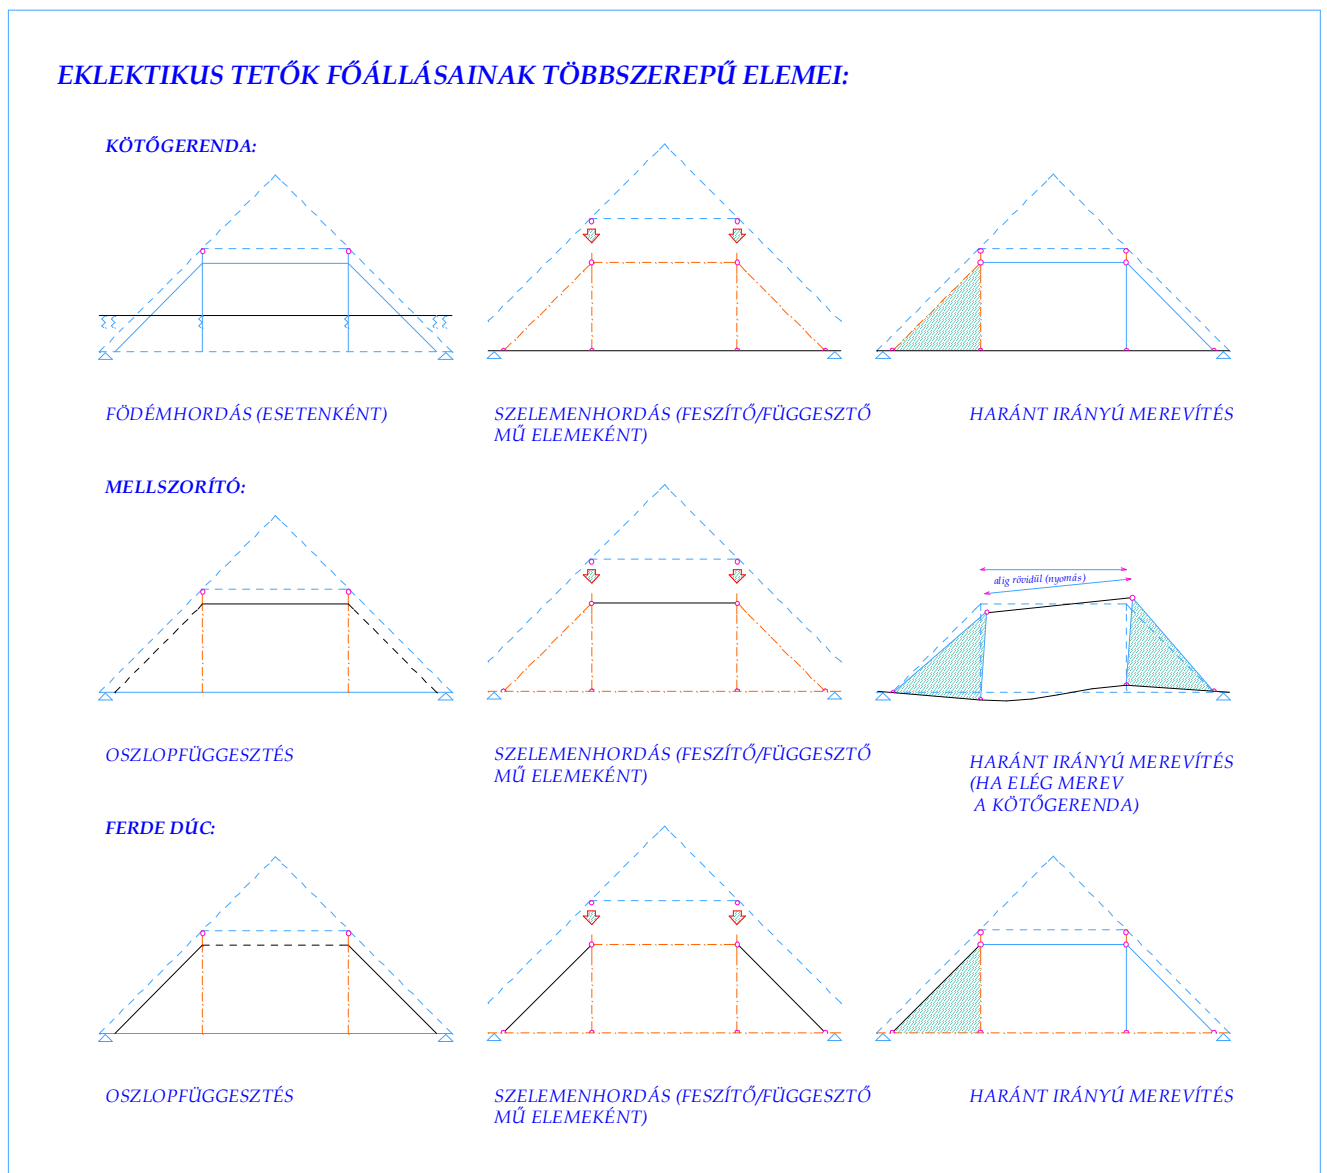 EKLEKTIKUS TETŐK FŐÁLLÁSAINAK TÖBBSZEREPŰ ELEMEI:
KÖTŐGERENDA:
FÖDÉMHORDÁS (ESETENKÉNT)
SZELEMENHORDÁS (FESZÍTŐ/FÜGGESZTŐ
MŰ ELEMEKÉNT)
HARÁNT IRÁNYÚ MEREVÍTÉS
MELLSZORÍTÓ:
alig rövidül (nyomás)
OSZLOPFÜGGESZTÉS
SZELEMENHORDÁS (FESZÍTŐ/FÜGGESZTŐ
MŰ ELEMEKÉNT)
HARÁNT IRÁNYÚ MEREVÍTÉS
(HA ELÉG MEREV
A KÖTŐGERENDA)
FERDE DÚC:
OSZLOPFÜGGESZTÉS
SZELEMENHORDÁS (FESZÍTŐ/FÜGGESZTŐ
MŰ ELEMEKÉNT)
HARÁNT IRÁNYÚ MEREVÍTÉS